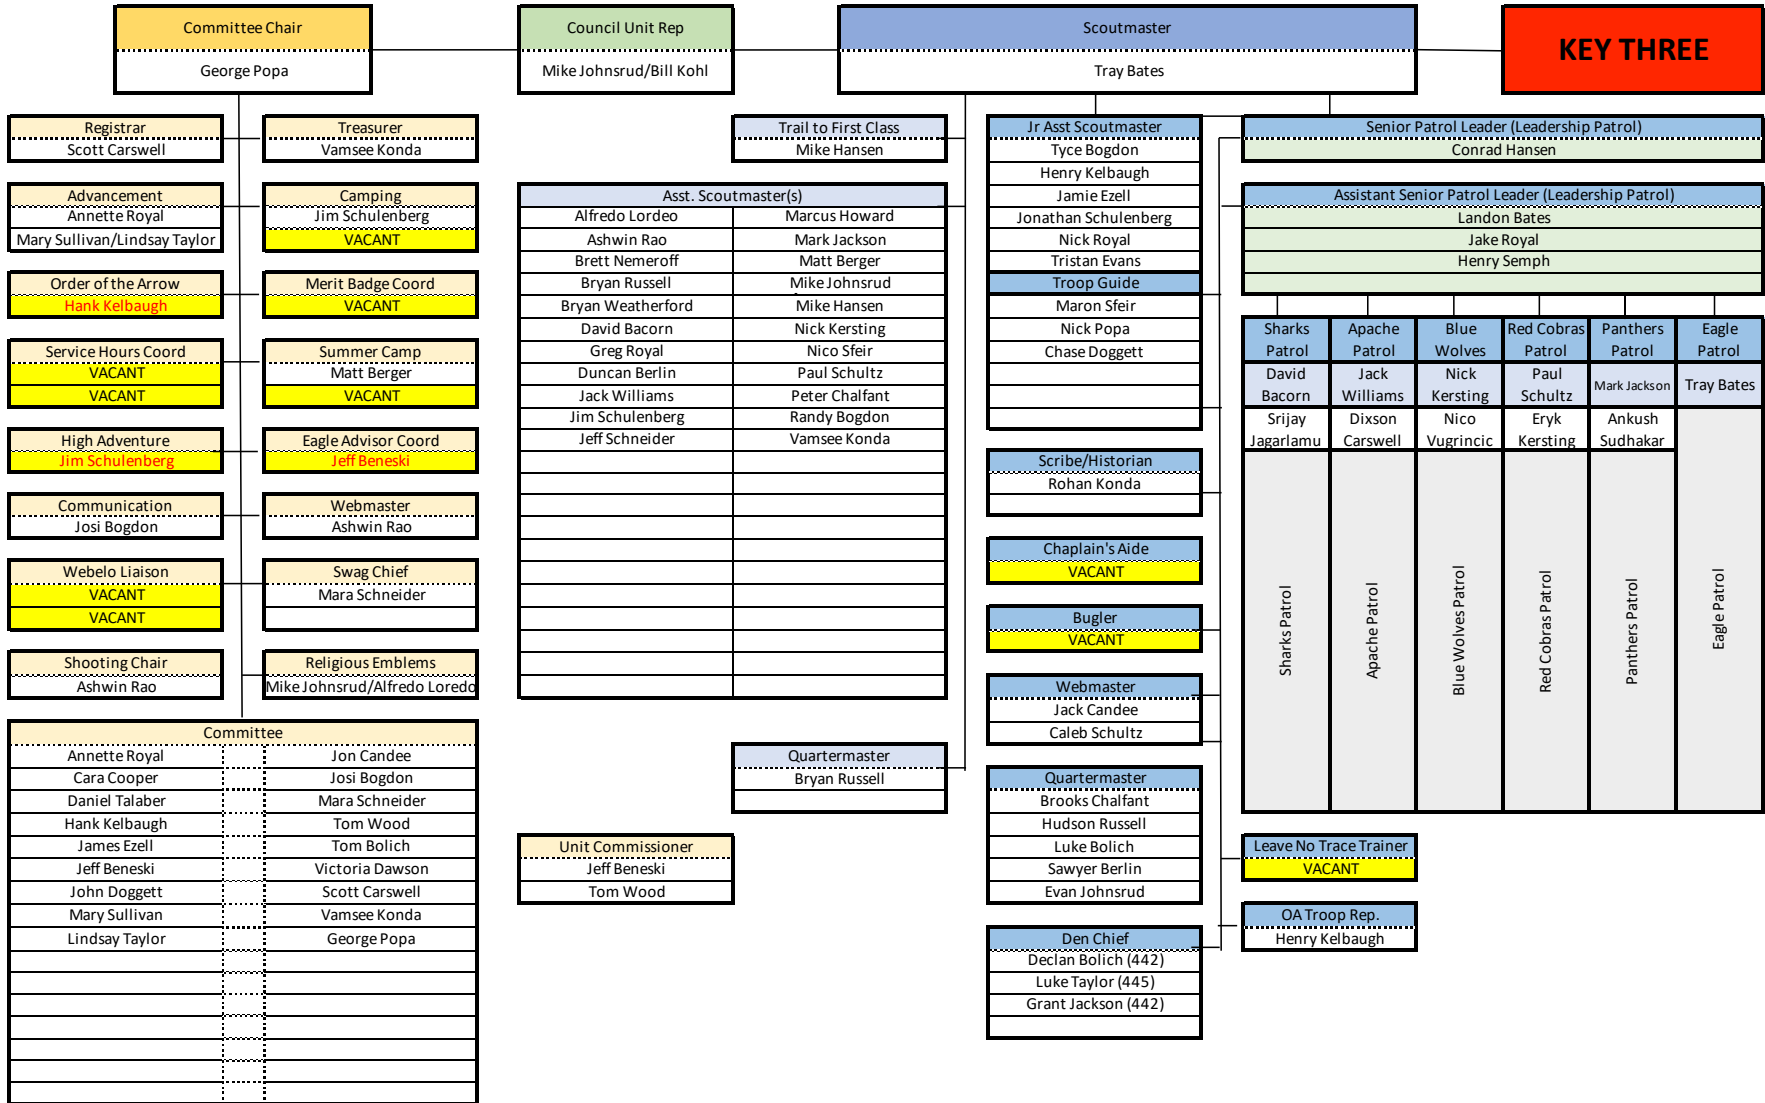 Committee Chair
George Popa
Council Unit Rep
Mike Johnsrud/Bill Kohl
Scoutmaster
Tray Bates
KEY THREE
Registrar
Scott Carswell
Treasurer
Vamsee Konda
Advancement
Annette Royal
Mary Sullivan/Lindsay Taylor
Camping
Jim Schulenberg
VACANT
Order of the Arrow
Hank Kelbaugh
Merit Badge Coord
VACANT
Service Hours Coord
VACANT
VACANT
Summer Camp
Matt Berger
VACANT
High Adventure
Jim Schulenberg
Eagle Advisor Coord
Jeff Beneski
Communication
Josi Bogdon
Webmaster
Ashwin Rao
Webelo Liaison
VACANT
VACANT
Swag Chief
Mara Schneider
Shooting Chair
Ashwin Rao
Religious Emblems
Mike Johnsrud/Alfredo Loredo
Committee
Annette Royal
Jon Candee
Cara Cooper
Josi Bogdon
Daniel Talaber
Mara Schneider
Hank Kelbaugh
Tom Wood
James Ezell
Tom Bolich
Jeff Beneski
Victoria Dawson
John Doggett
Scott Carswell
Mary Sullivan
Vamsee Konda
Lindsay Taylor
George Popa
Trail to First Class
Mike Hansen
Asst. Scoutmaster(s)
Alfredo Lordeo
Marcus Howard
Ashwin Rao
Mark Jackson
Brett Nemeroff
Matt Berger
Bryan Russell
Mike Johnsrud
Bryan Weatherford
Mike Hansen
David Bacorn
Nick Kersting
Greg Royal
Nico Sfeir
Duncan Berlin
Paul Schultz
Jack Williams
Peter Chalfant
Jim Schulenberg
Randy Bogdon
Jeff Schneider
Vamsee Konda
Quartermaster
Bryan Russell
Unit Commissioner
Jeff Beneski
Tom Wood
Jr Asst Scoutmaster
Tyce Bogdon
Henry Kelbaugh
Jamie Ezell
Jonathan Schulenberg
Nick Royal
Tristan Evans
Troop Guide
Maron Sfeir
Nick Popa
Chase Doggett
Scribe/Historian
Rohan Konda
Chaplain's Aide
VACANT
Bugler
VACANT
Webmaster
Jack Candee
Caleb Schultz
Quartermaster
Brooks Chalfant
Hudson Russell
Luke Bolich
Sawyer Berlin
Evan Johnsrud
Den Chief
Declan Bolich (442)
Luke Taylor (445)
Grant Jackson (442)
Senior Patrol Leader (Leadership Patrol)
Conrad Hansen
Assistant Senior Patrol Leader (Leadership Patrol)
Landon Bates
Jake Royal
Henry Semph
Sharks
Patrol
David
Bacorn
Srijay
Jagarlamu
Sharks Patrol
Apache
Patrol
Jack
Williams
Dixson
Carswell
Apache Patrol
Blue
Wolves
Nick
Kersting
Nico
Vugrincic
Blue Wolves Patrol
Red Cobras
Patrol
Paul
Schultz
Eryk
Kersting
Red Cobras Patrol
Panthers
Patrol
Mark Jackson
Ankush
Sudhakar
Panthers Patrol
Eagle
Patrol
Tray Bates
Eagle Patrol
Leave No Trace Trainer
VACANT
OA Troop Rep.
Henry Kelbaugh